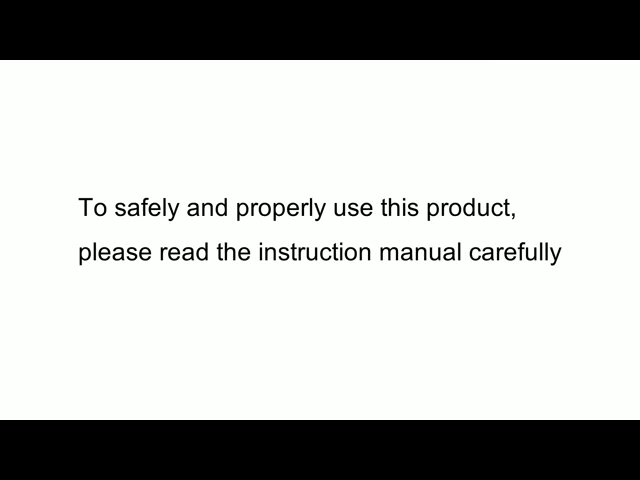 To safely and properly use this product,
please read the instruction manual carefully